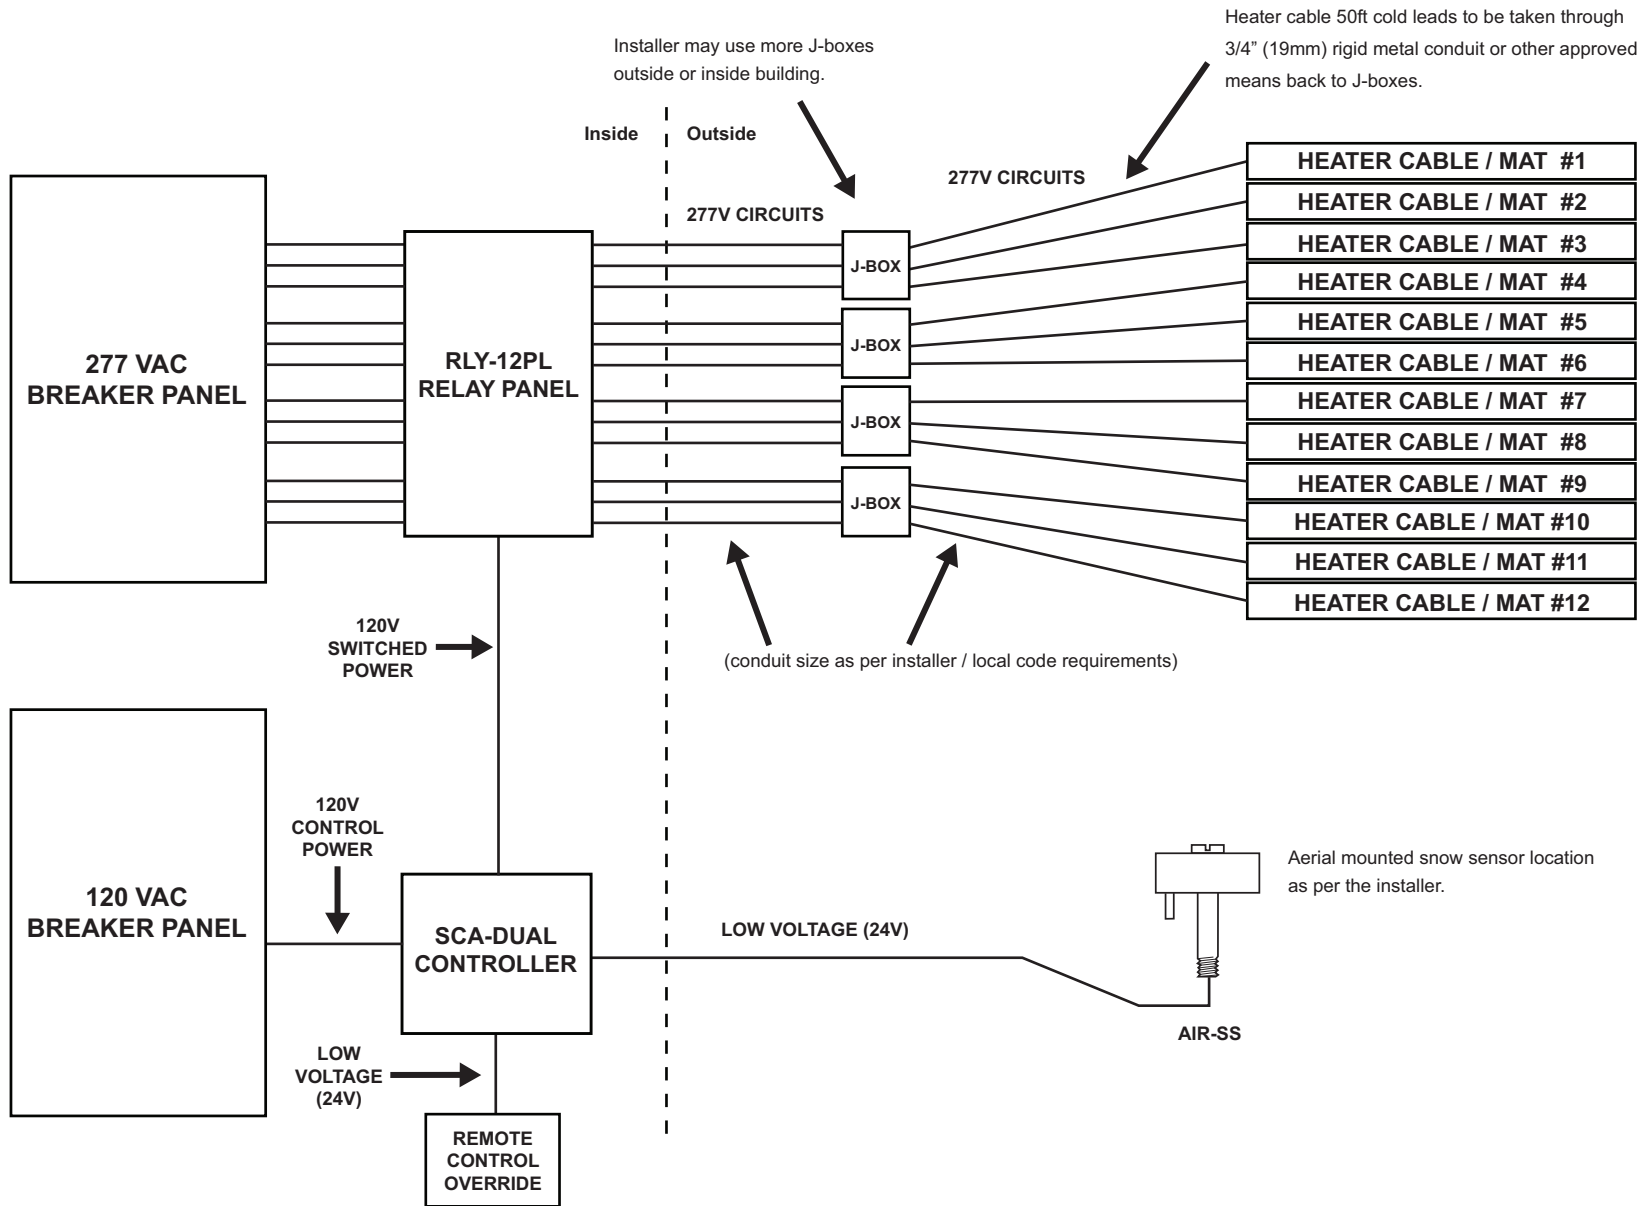 Heater cable 50ft cold leads to be taken through
3/4” (19mm) rigid metal conduit or other approved
means back to J-boxes.
Installer may use more J-boxes
outside or inside building.
Inside
Outside
277V CIRCUITS
277V CIRCUITS
277 VAC
BREAKER PANEL
RLY-12PL
RELAY PANEL
J-BOX
J-BOX
J-BOX
J-BOX
HEATER CABLE / MAT #1
HEATER CABLE / MAT #2
HEATER CABLE / MAT #3
HEATER CABLE / MAT #4
HEATER CABLE / MAT #5
HEATER CABLE / MAT #6
HEATER CABLE / MAT #7
HEATER CABLE / MAT #8
HEATER CABLE / MAT #9
HEATER CABLE / MAT #10
HEATER CABLE / MAT #11
HEATER CABLE / MAT #12
120V
SWITCHED
POWER
(conduit size as per installer / local code requirements)
120V
CONTROL
POWER
120 VAC
BREAKER PANEL
SCA-DUAL
CONTROLLER
LOW VOLTAGE (24V)
Aerial mounted snow sensor location
as per the installer.
AIR-SS
LOW
VOLTAGE
(24V)
REMOTE
CONTROL
OVERRIDE